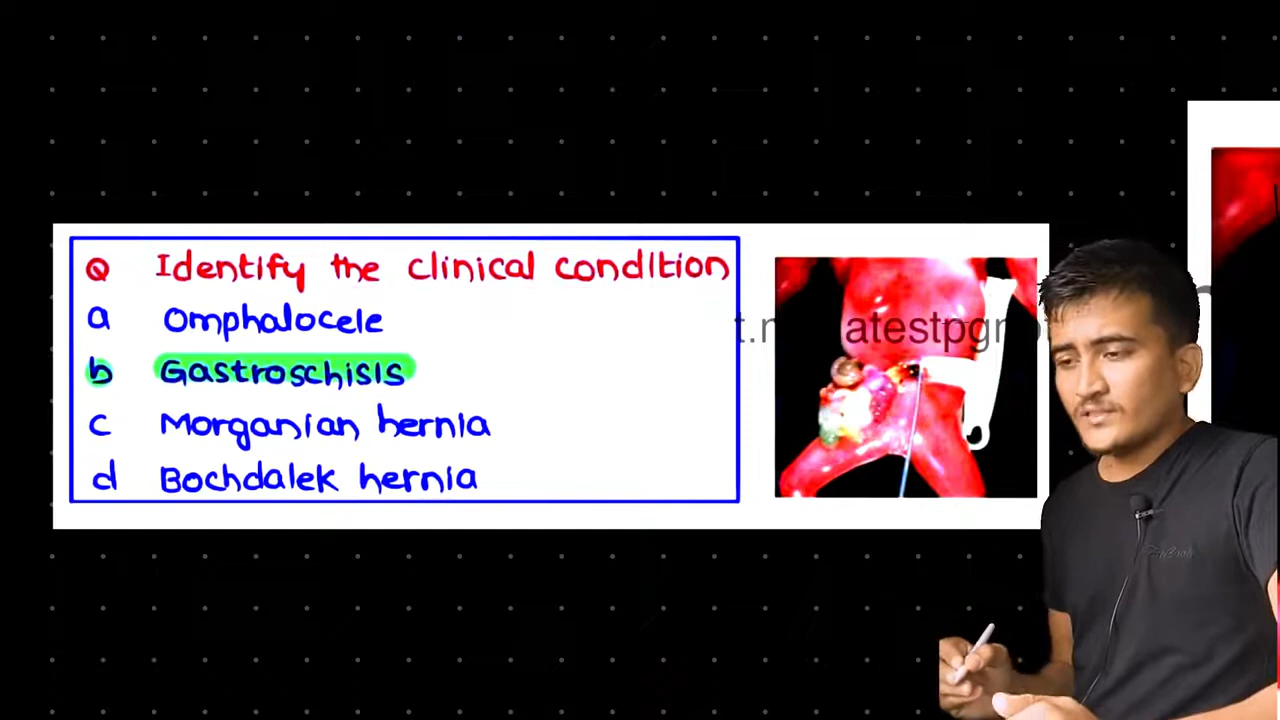 Q Identify the clinical condition
a Omphalocele
b Gastroschisis
c Morganian hernia
d Bochdalek hernia